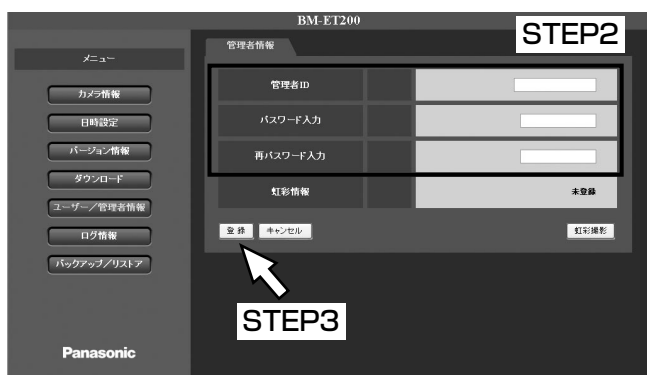 BM-ET200
STEP2
メニュー
カメラ情報
日時設定
バージョン情報
ダウンロード
ユーザー／管理者情報
ログ情報
バックアップ／リストア
Panasonic
管理者情報
管理者ID
パスワード入力
再パスワード入力
虹彩情報 未登録
登録 キャンセル 虹彩撮影
STEP3